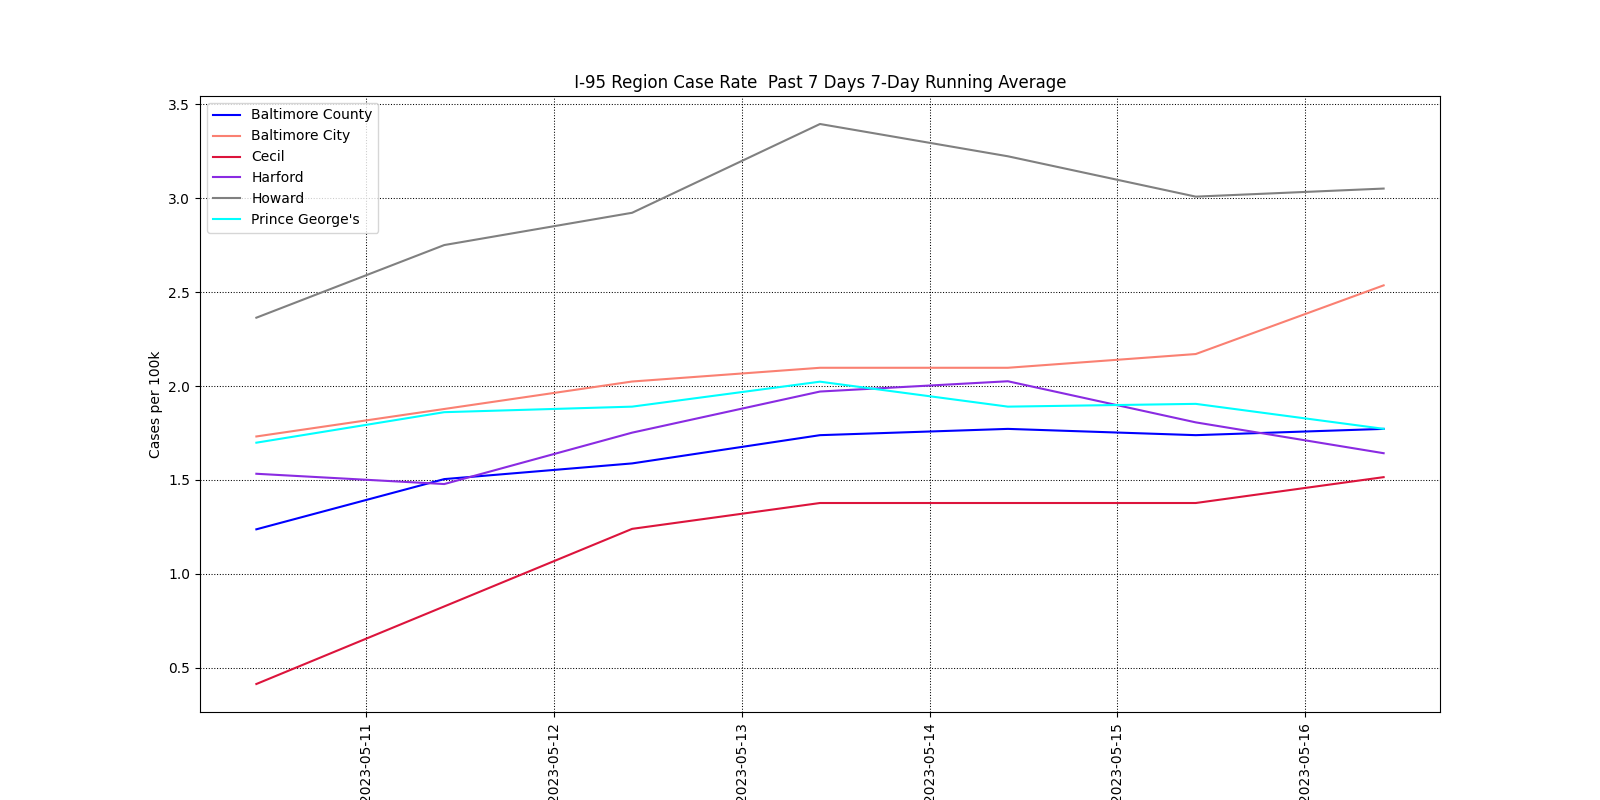 I-95 Region Case Rate  Past 7 Days 7-Day Running Average
3.5
3.0
2.5
2.0
1.5
1.0
0.5
Cases per 100k
Baltimore County
Baltimore City
Cecil
Harford
Howard
Prince George's
2023-05-11
2023-05-12
2023-05-13
2023-05-14
2023-05-15
2023-05-16